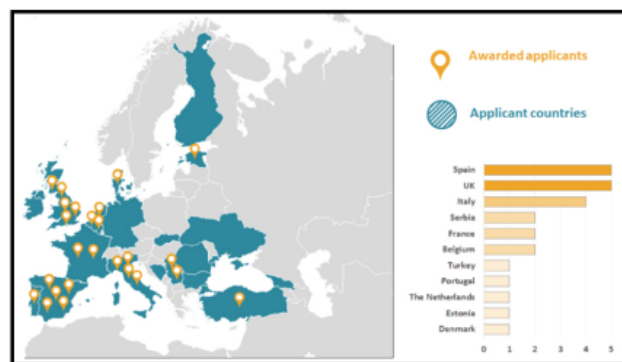 Awarded applicants
Applicant countries
Spain
UK
Italy
Serbia
France
Belgium
Turkey
Portugal
The Netherlands
Estonia
Denmark
0 1 2 3 4 5